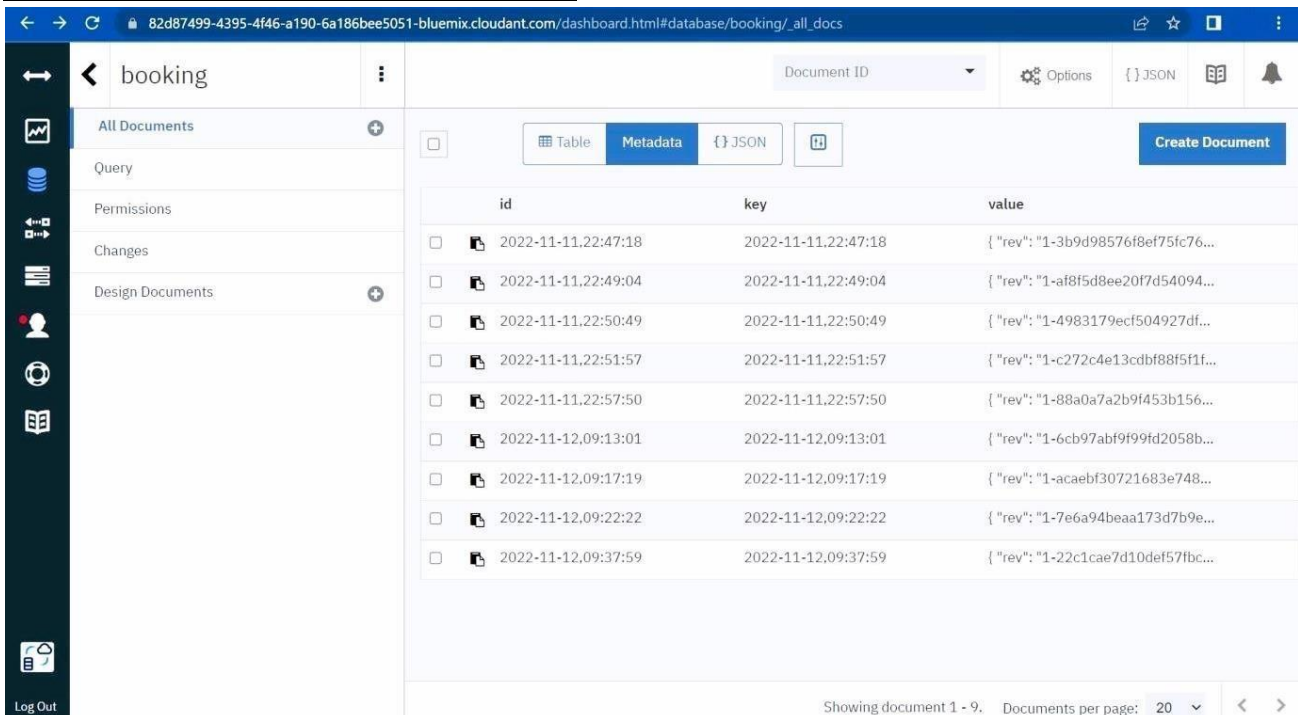 82d87499-4395-4f46-a190-6a186bee5051-bluemix.cloudant.com/dashboard.html#database/booking/_all_docs
booking
Document ID
Options
{ } JSON
All Documents
Query
Permissions
Changes
Design Documents
Table
Metadata
{ } JSON
Create Document
id key value
2022-11-11,22:47:18 2022-11-11,22:47:18 { "rev": "1-3b9d98576f8ef75fc76...
2022-11-11,22:49:04 2022-11-11,22:49:04 { "rev": "1-af8f5d8ee20f7d54094...
2022-11-11,22:50:49 2022-11-11,22:50:49 { "rev": "1-4983179ecf504927df...
2022-11-11,22:51:57 2022-11-11,22:51:57 { "rev": "1-c272c4e13cdbf88f5f1f...
2022-11-11,22:57:50 2022-11-11,22:57:50 { "rev": "1-88a0a7a2b9f453b156...
2022-11-12,09:13:01 2022-11-12,09:13:01 { "rev": "1-6cb97abf9f99fd2058b...
2022-11-12,09:17:19 2022-11-12,09:17:19 { "rev": "1-acaebf30721683e748...
2022-11-12,09:22:22 2022-11-12,09:22:22 { "rev": "1-7e6a94beaa173d7b9e...
2022-11-12,09:37:59 2022-11-12,09:37:59 { "rev": "1-22c1cae7d10def57fbc...
Log Out
Showing document 1 - 9. Documents per page: 20